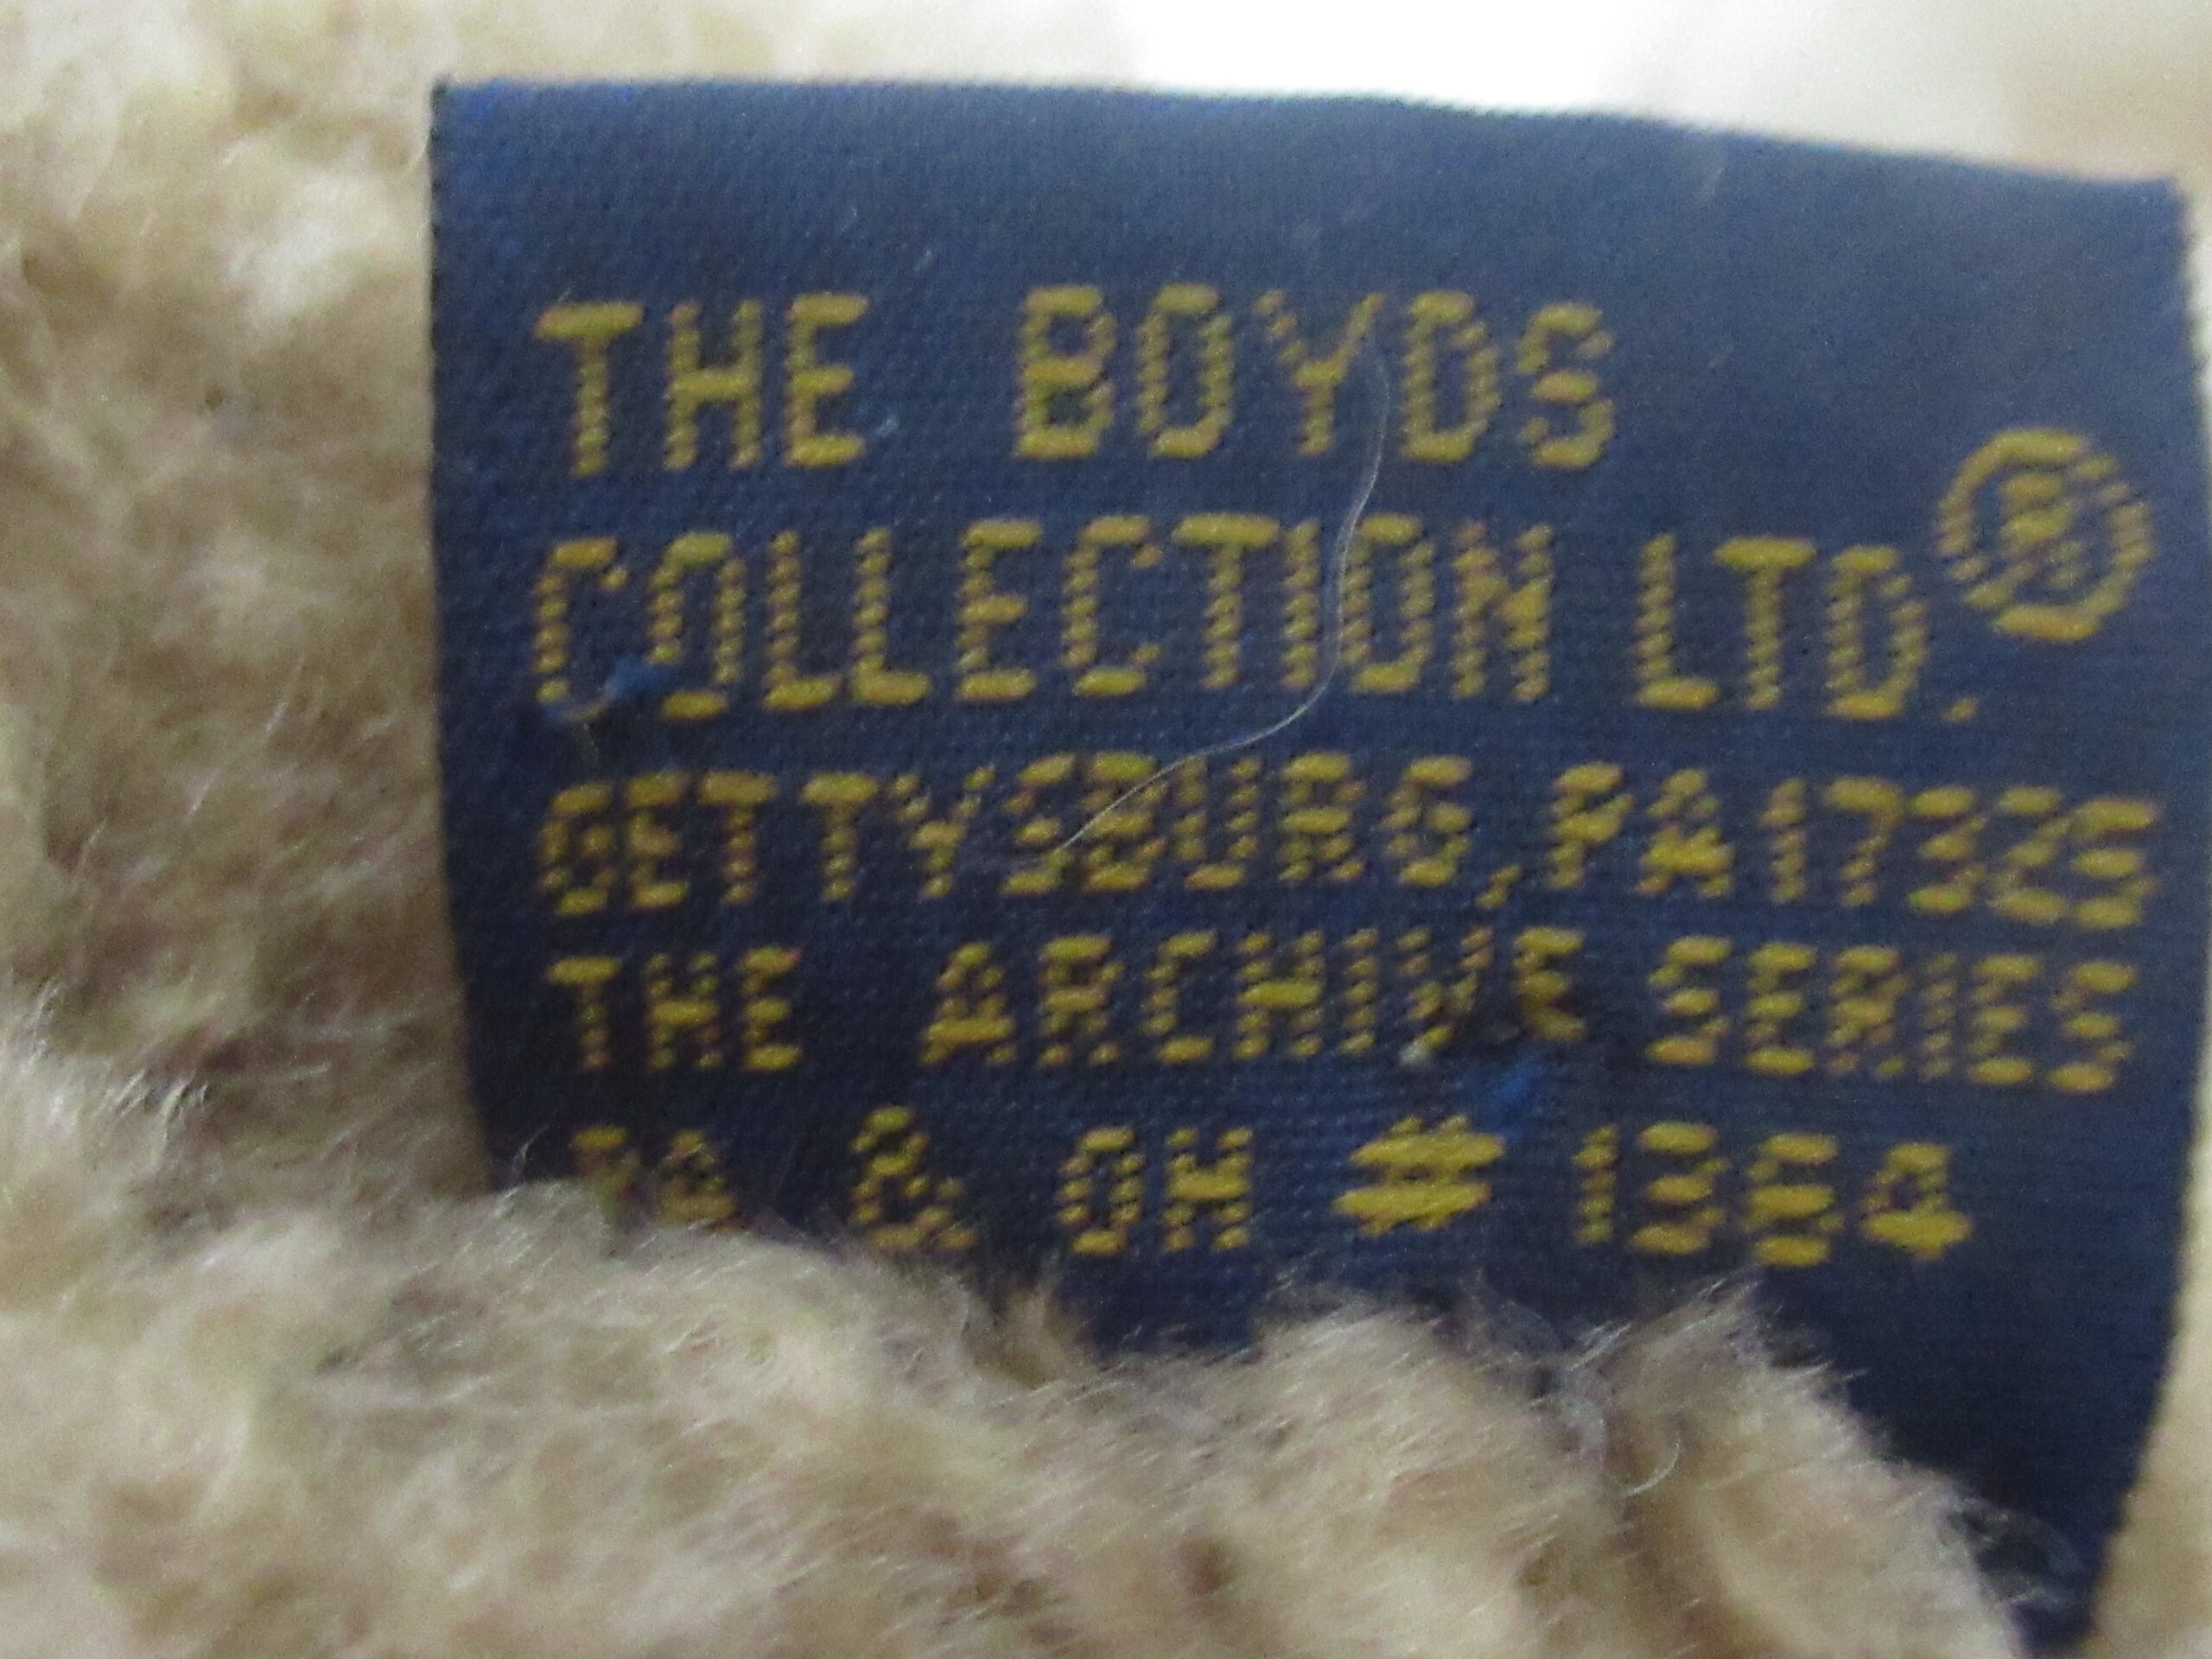 THE BOYDS
COLLECTION LTD.®
GETTYSBURG, PA 17325
THE ARCHIVE SERIES
PA & OH # 1364